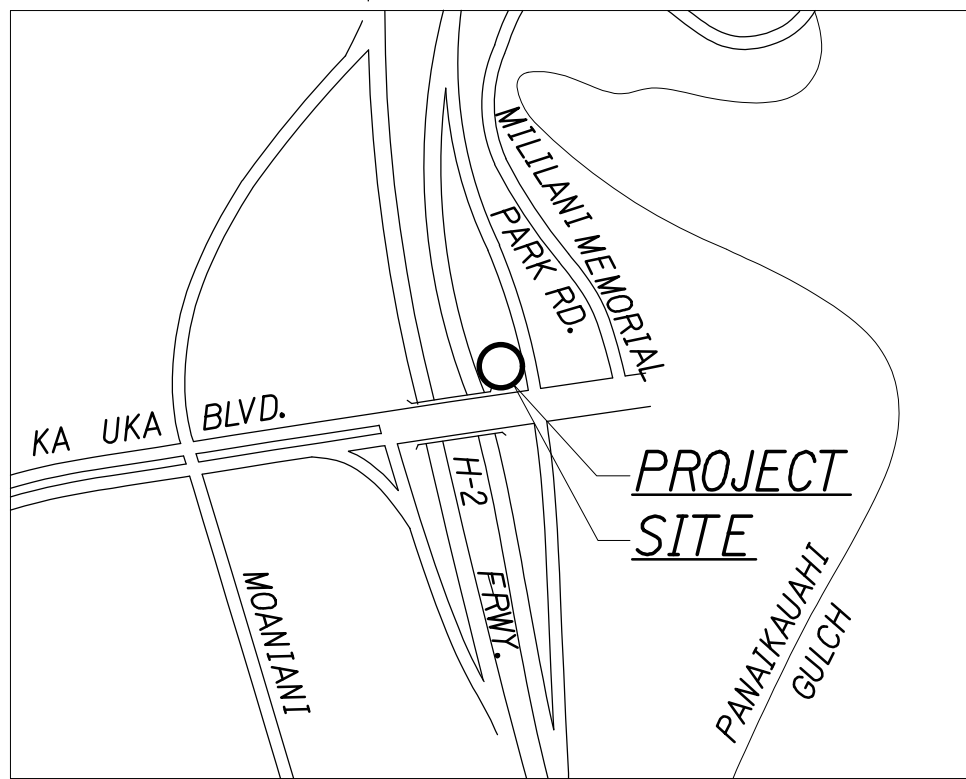 MILILANI MEMORIAL
PARK RD.
KA UKA BLVD.
PROJECT
SITE
H-2
FRWY.
MOANIANI
PANAIKAUAHI
GULCH